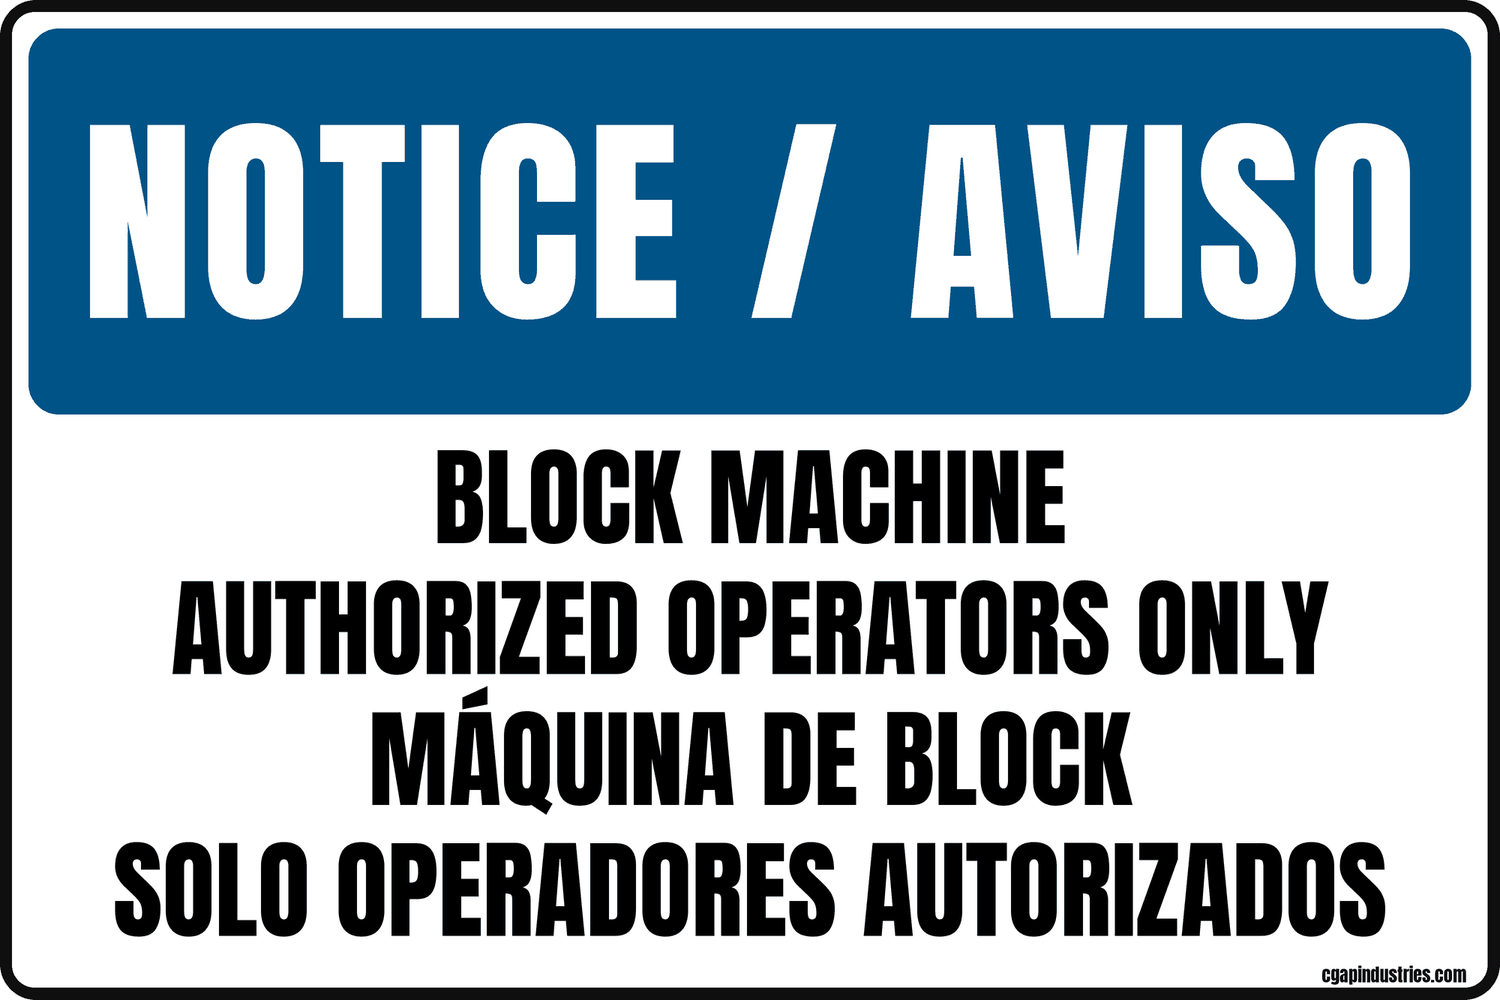 NOTICE / AVISO
BLOCK MACHINE
AUTHORIZED OPERATORS ONLY
MÁQUINA DE BLOCK
SOLO OPERADORES AUTORIZADOS
cgapindustries.com